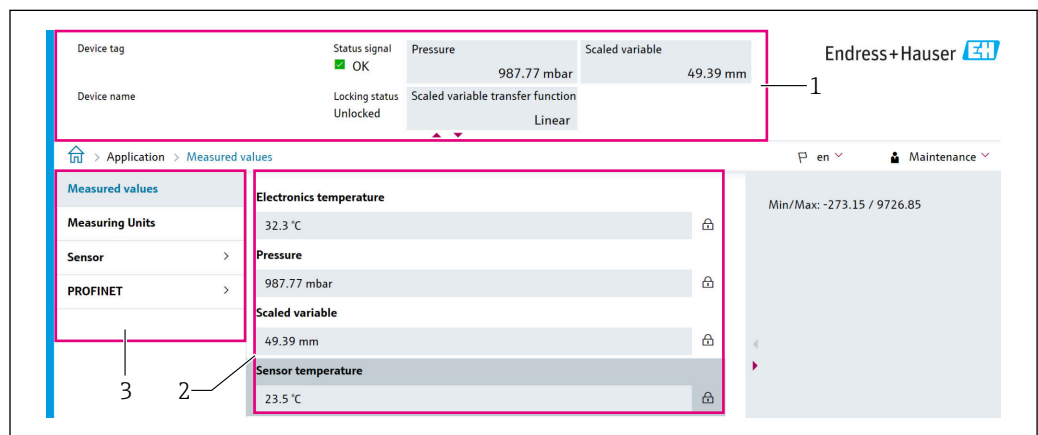 Device tag
Status signal
OK
Pressure
987.77 mbar
Scaled variable
49.39 mm
Endress+Hauser EH
1
Device name
Locking status
Unlocked
Scaled variable transfer function
Linear
> Application > Measured values
en
Maintenance
Measured values
Measuring Units
Sensor >
PROFINET >
3
2
Electronics temperature
32.3 °C
Pressure
987.77 mbar
Scaled variable
49.39 mm
Sensor temperature
23.5 °C
Min/Max: -273.15 / 9726.85